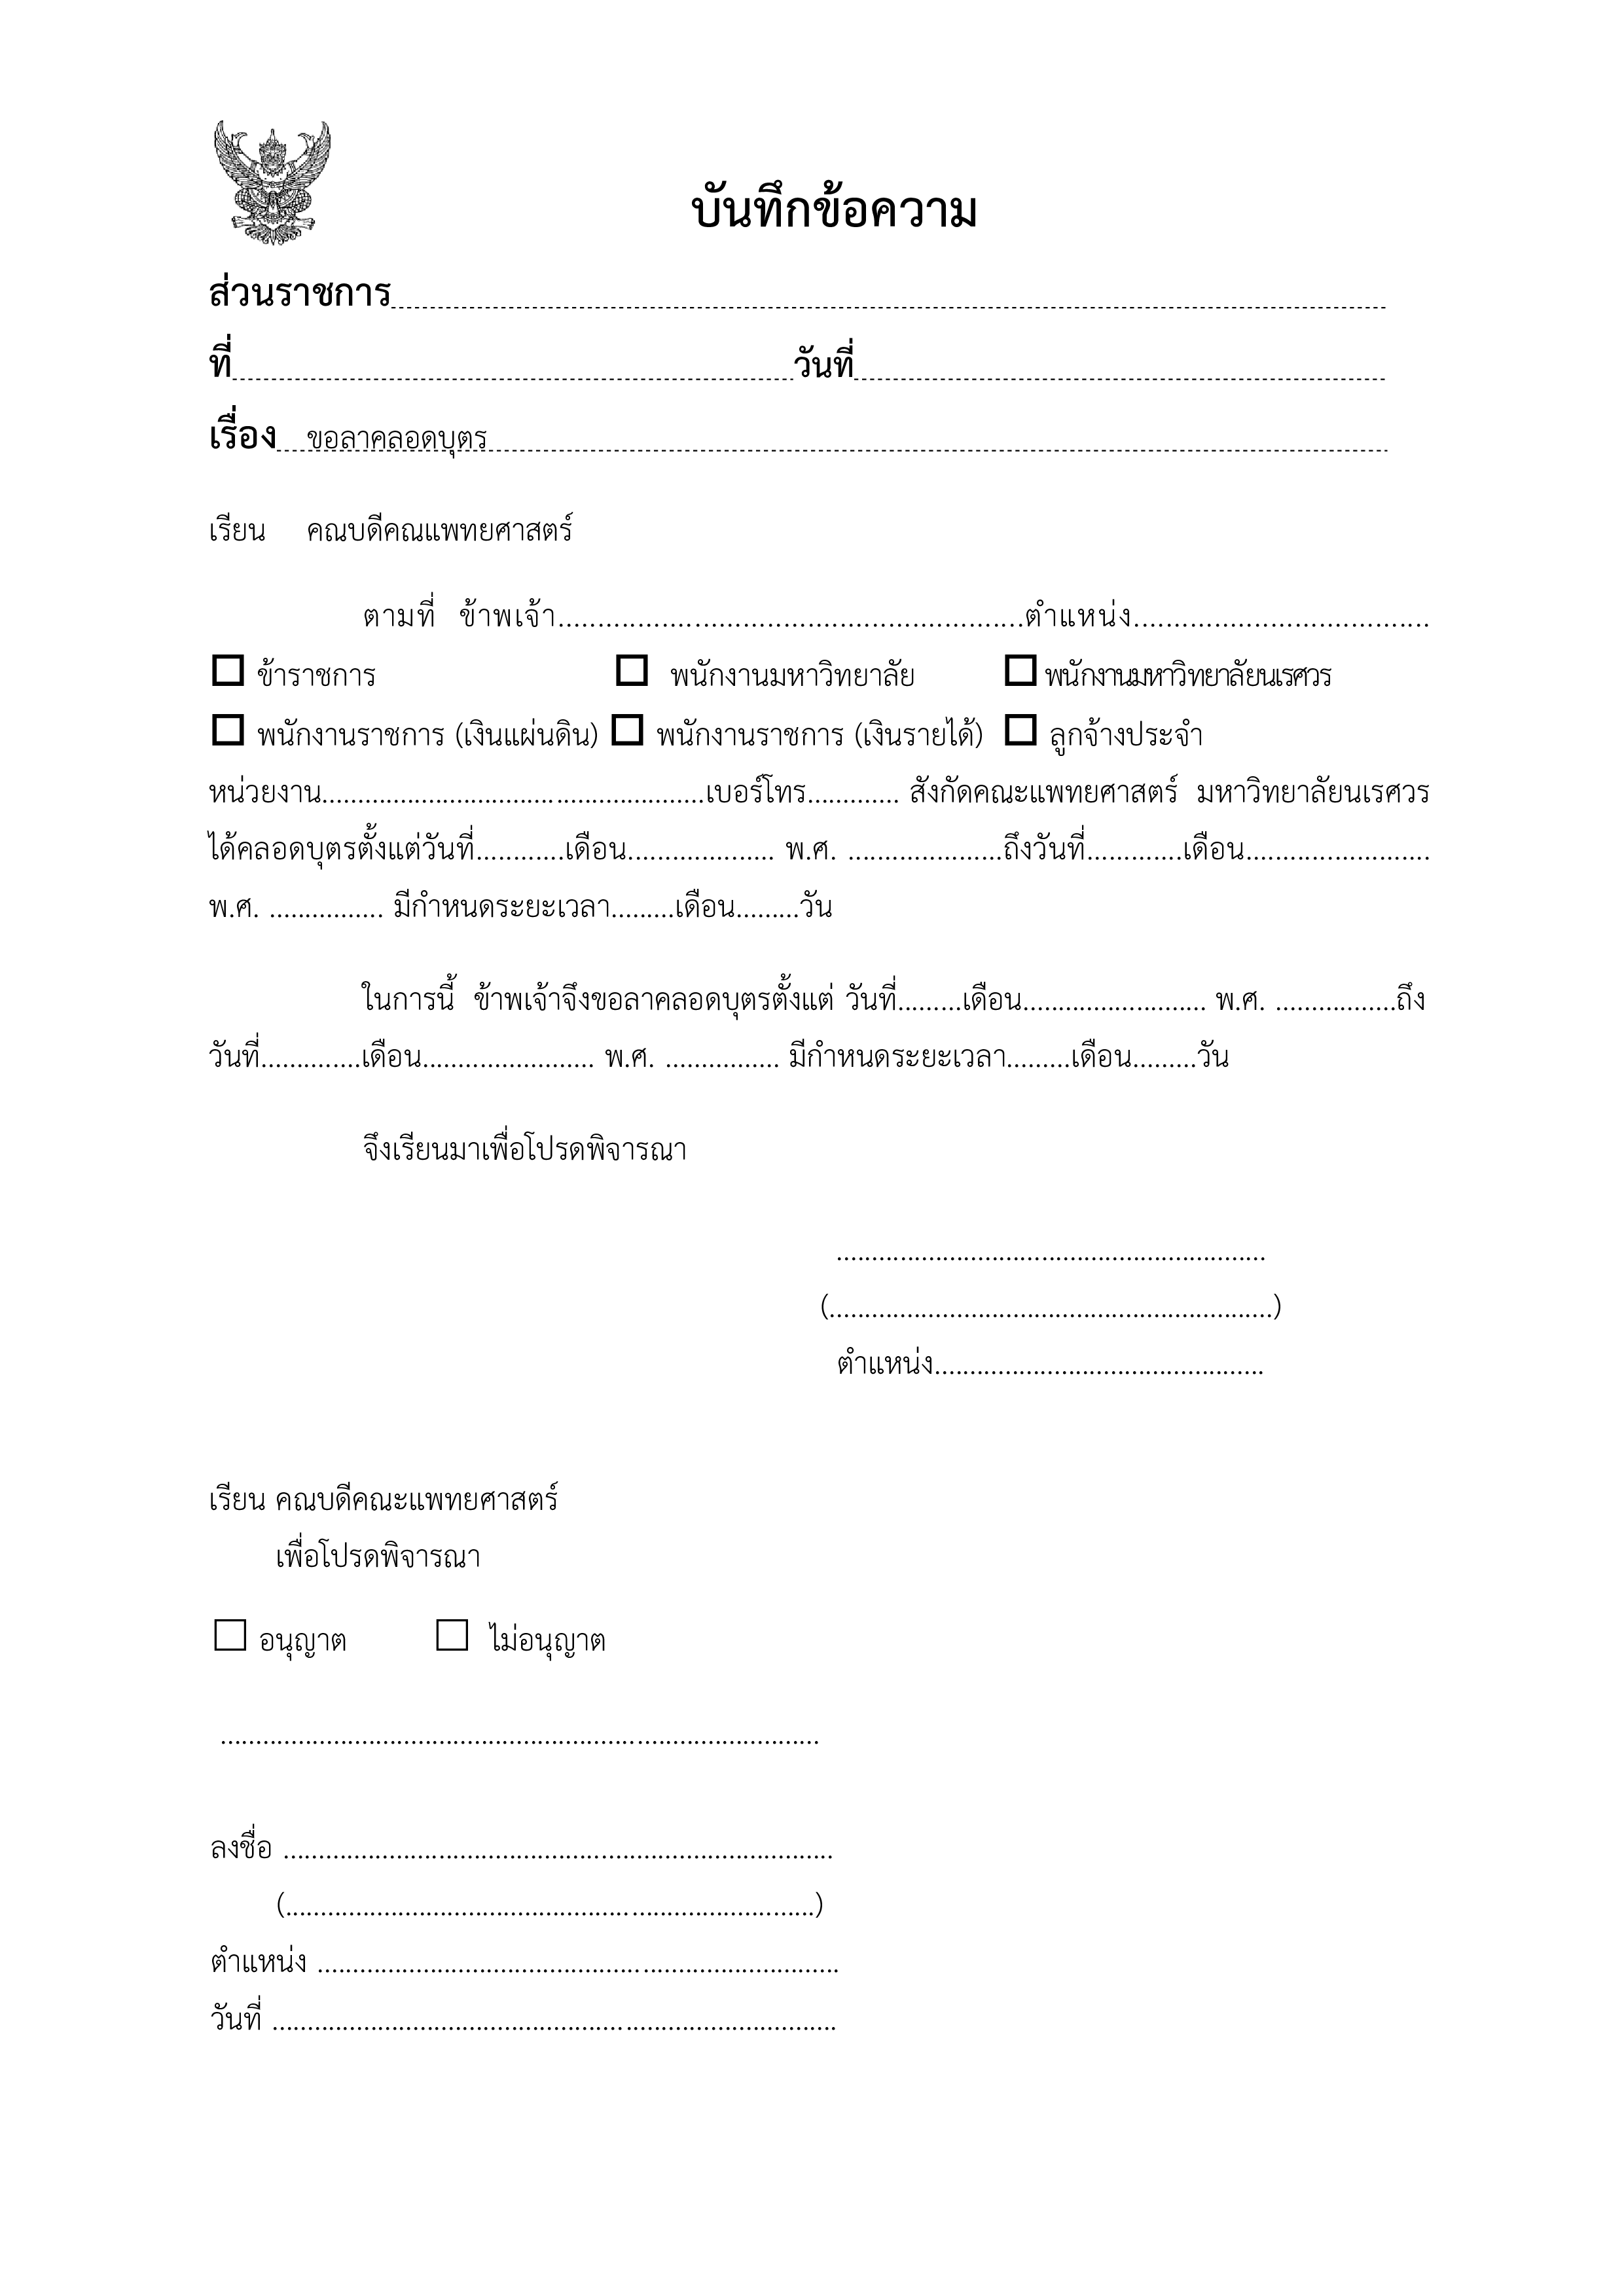 บันทึกข้อความ
ส่วนราชการ
ที่ วันที่
เรื่อง ขอลาคลอดบุตร
เรียน คณบดีคณแพทยศาสตร์
ตามที่ ข้าพเจ้า..........................................................ตำแหน่ง.....................................
☐ ข้าราชการ ☐ พนักงานมหาวิทยาลัย ☐ พนักงานมหาวิทยาลัยนเรศวร
☐ พนักงานราชการ (เงินแผ่นดิน) ☐ พนักงานราชการ (เงินรายได้) ☐ ลูกจ้างประจำ
หน่วยงาน......................................................เบอร์โทร............. สังกัดคณะแพทยศาสตร์ มหาวิทยาลัยนเรศวร
ได้คลอดบุตรตั้งแต่วันที่.............เดือน..................... พ.ศ. ......................ถึงวันที่..............เดือน..........................
พ.ศ. ................ มีกำหนดระยะเวลา.........เดือน.........วัน
ในการนี้ ข้าพเจ้าจึงขอลาคลอดบุตรตั้งแต่ วันที่.........เดือน.......................... พ.ศ. .................ถึง
วันที่..............เดือน........................ พ.ศ. ................ มีกำหนดระยะเวลา.........เดือน.........วัน
จึงเรียนมาเพื่อโปรดพิจารณา
.............................................................
(...............................................................)
ตำแหน่ง...............................................
เรียน คณบดีคณะแพทยศาสตร์
เพื่อโปรดพิจารณา
☐ อนุญาต ☐ ไม่อนุญาต
.....................................................................................
ลงชื่อ ..............................................................................
(...........................................................................)
ตำแหน่ง ..........................................................................
วันที่ ................................................................................